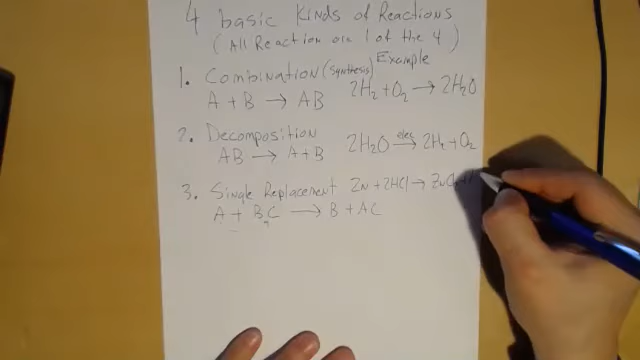 4 basic Kinds of Reactions
( All Reaction are 1 of the 4 )
1. Combination (Synthesis) Example
A + B → AB 2H₂ + O₂ → 2H₂O
2. Decomposition
AB → A + B 2H₂O elec→ 2H₂ + O₂
3. Single Replacement Zn + 2HCl → ZnCl₂ +
A + BC → B + AC